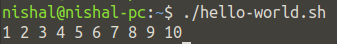 nishal@nishal-pc:~$ ./hello-world.sh
1 2 3 4 5 6 7 8 9 10